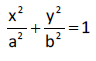 x²/a² + y²/b² = 1